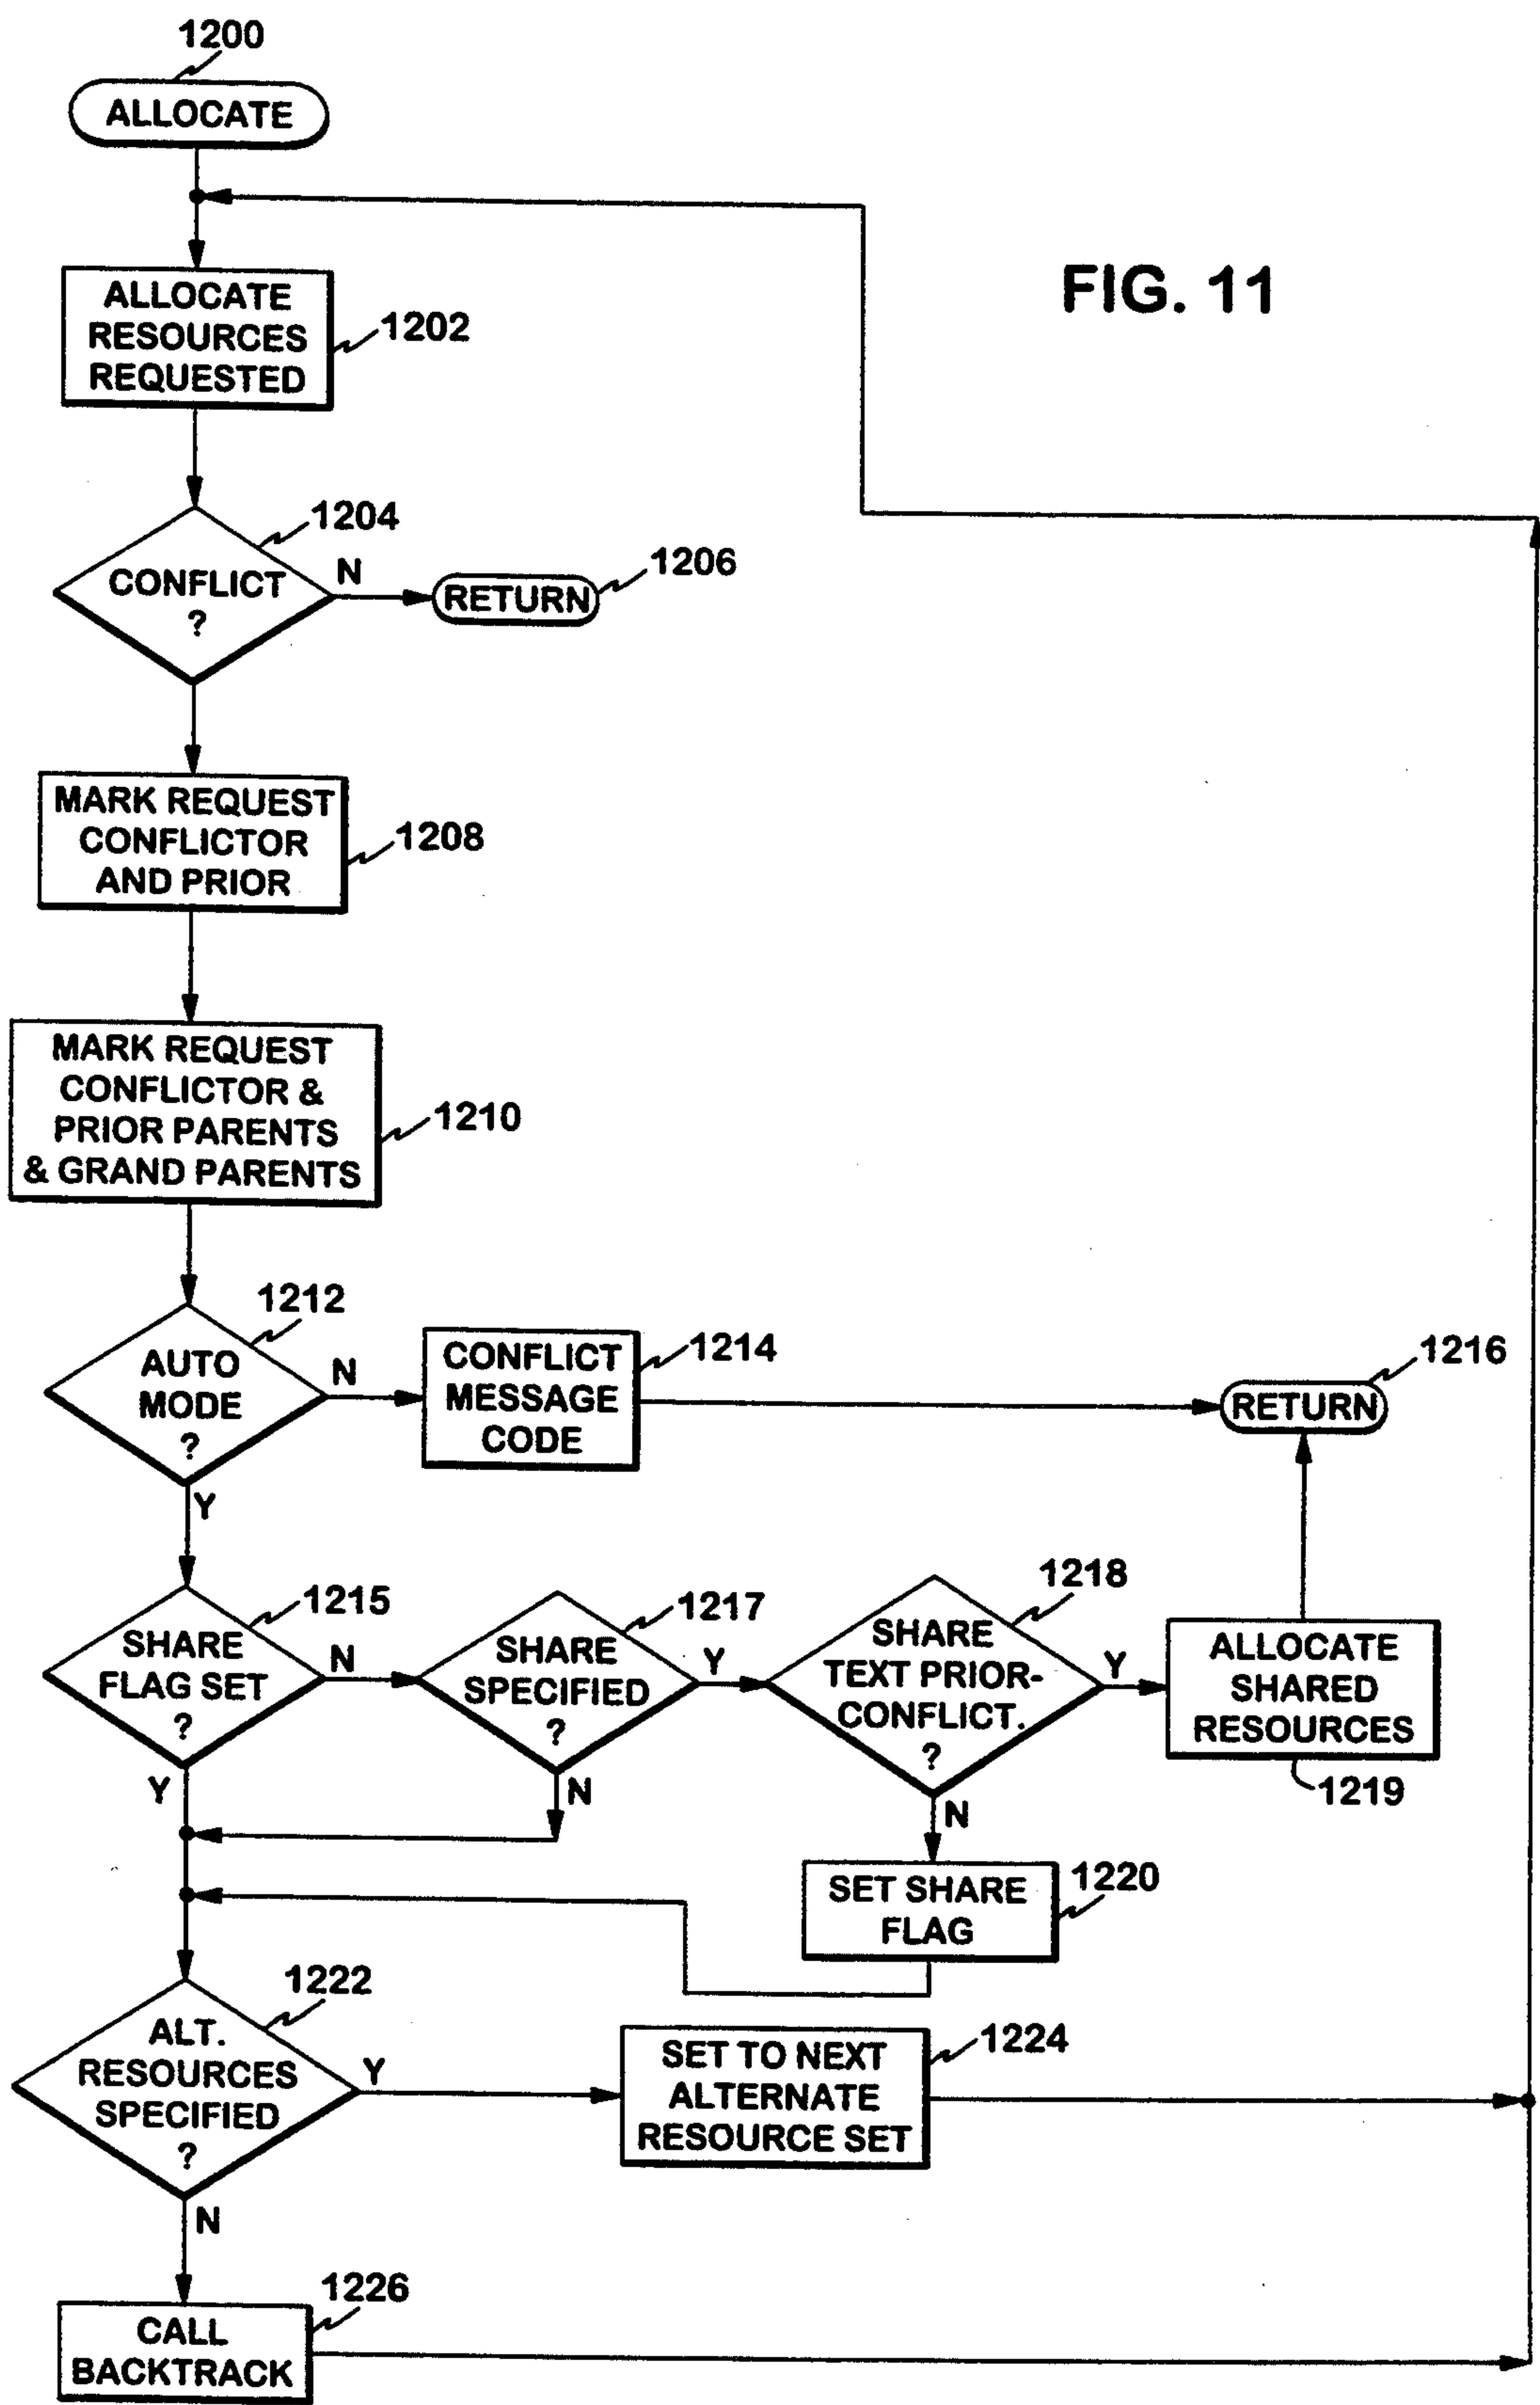 1200
ALLOCATE
FIG. 11
ALLOCATE
RESOURCES
REQUESTED
1202
1204
CONFLICT
?
N
RETURN
1206
MARK REQUEST
CONFLICTOR
AND PRIOR
1208
MARK REQUEST
CONFLICTOR &
PRIOR PARENTS
& GRAND PARENTS
1210
1212
AUTO
MODE
?
N
Y
CONFLICT
MESSAGE
CODE
1214
1216
RETURN
1215
SHARE
FLAG SET
?
N
Y
1217
SHARE
SPECIFIED
?
Y
N
1218
SHARE
TEXT PRIOR-
CONFLICT.
?
Y
N
ALLOCATE
SHARED
RESOURCES
1219
SET SHARE
FLAG
1220
1222
ALT.
RESOURCES
SPECIFIED
?
Y
N
SET TO NEXT
ALTERNATE
RESOURCE SET
1224
1226
CALL
BACKTRACK